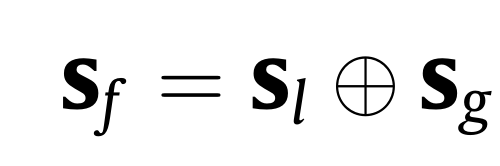 s_f = s_l ⊕ s_g